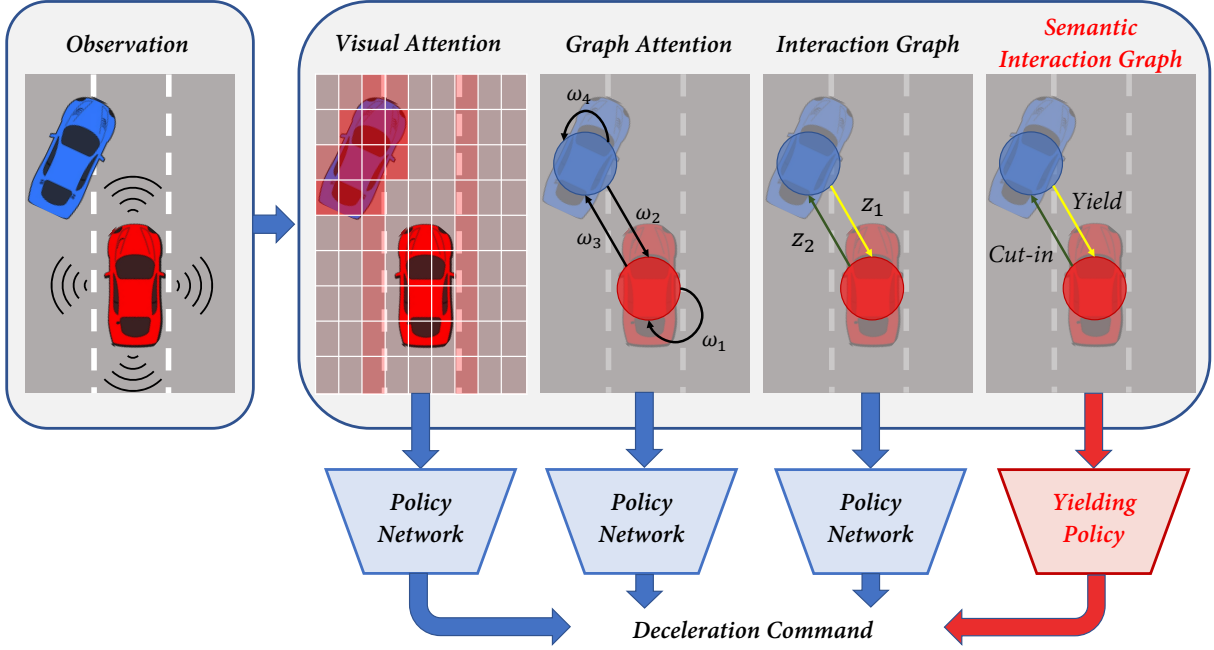 Observation
Visual Attention
Graph Attention
Interaction Graph
Semantic
Interaction Graph
ω₄
ω₂
ω₃
ω₁
z₁
z₂
Yield
Cut-in
Policy
Network
Policy
Network
Policy
Network
Yielding
Policy
Deceleration Command